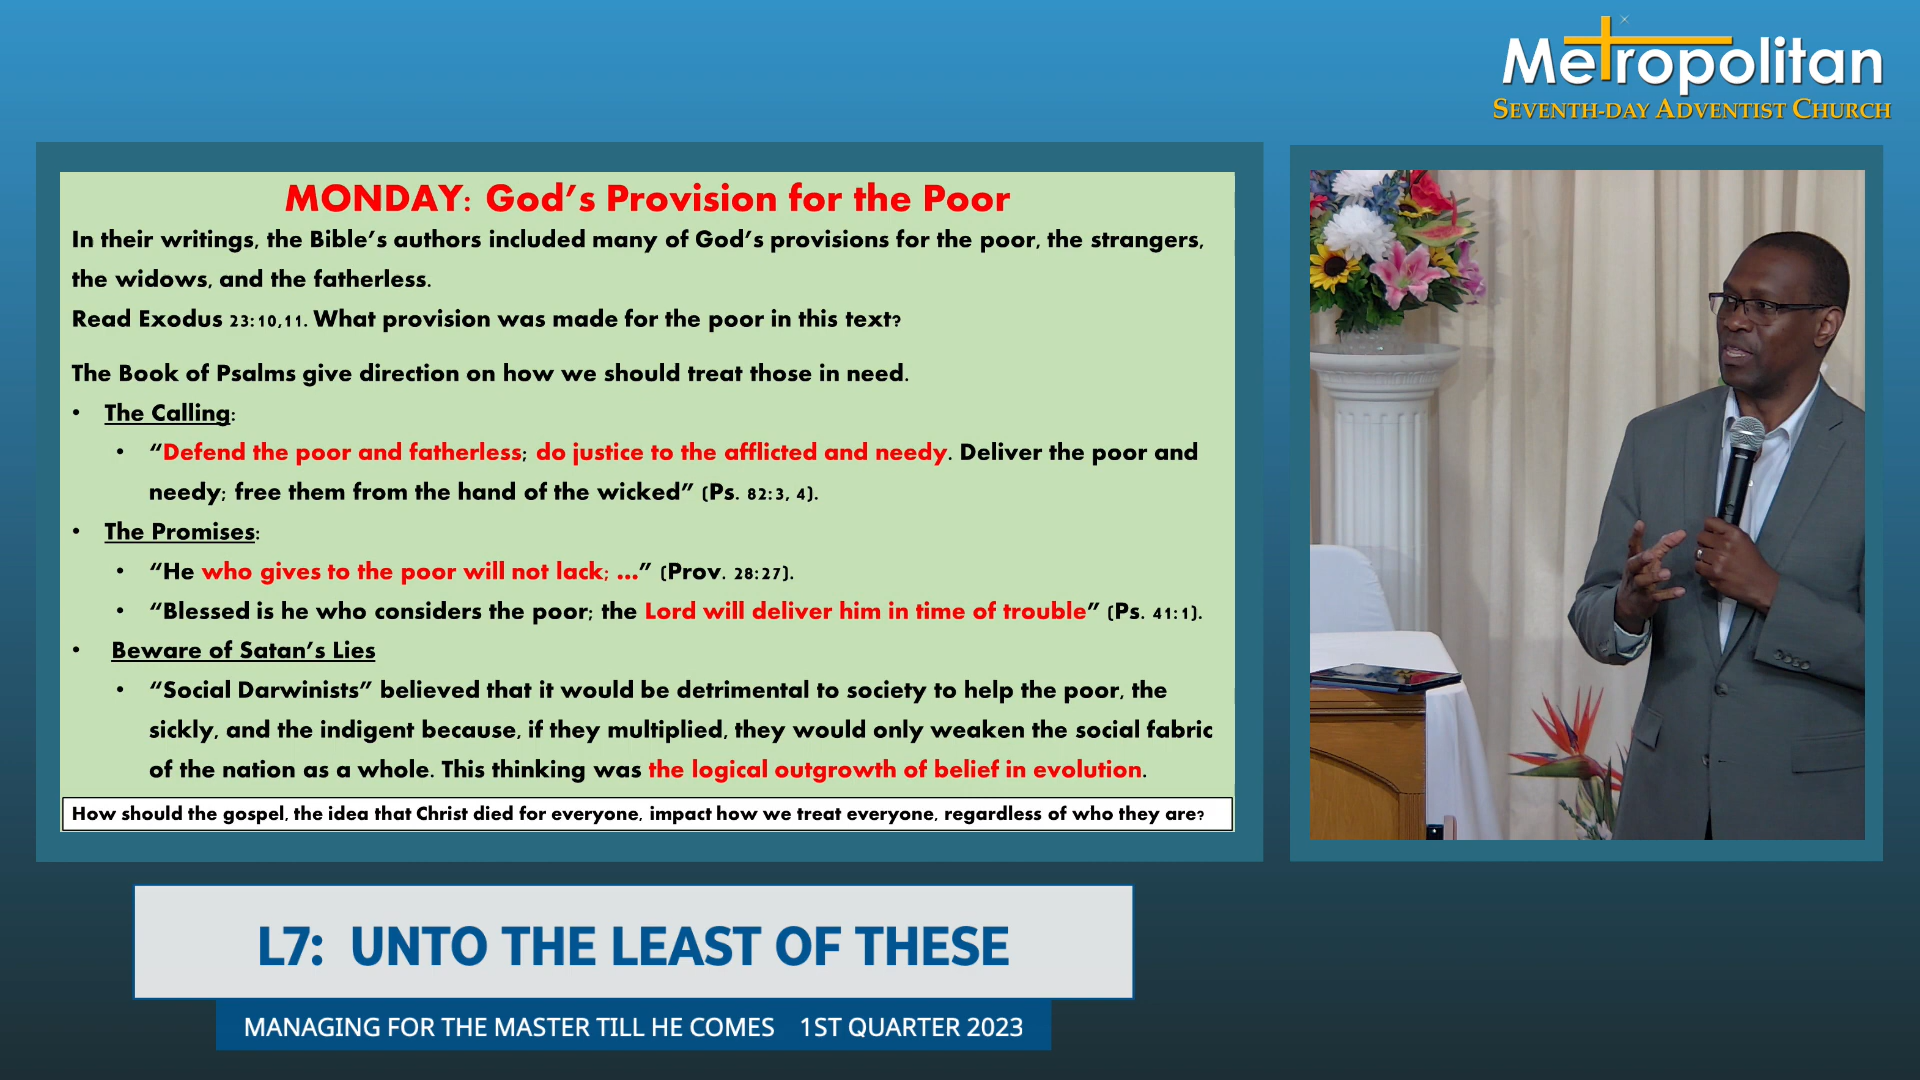 Metropolitan
SEVENTH-DAY ADVENTIST CHURCH
MONDAY: God's Provision for the Poor
In their writings, the Bible's authors included many of God's provisions for the poor, the strangers,
the widows, and the fatherless.
Read Exodus 23:10,11. What provision was made for the poor in this text?
The Book of Psalms give direction on how we should treat those in need.
• The Calling:
• “Defend the poor and fatherless; do justice to the afflicted and needy. Deliver the poor and
needy; free them from the hand of the wicked” (Ps. 82:3, 4).
• The Promises:
• “He who gives to the poor will not lack; …” (Prov. 28:27).
• “Blessed is he who considers the poor; the Lord will deliver him in time of trouble” (Ps. 41:1).
• Beware of Satan's Lies
• “Social Darwinists” believed that it would be detrimental to society to help the poor, the
sickly, and the indigent because, if they multiplied, they would only weaken the social fabric
of the nation as a whole. This thinking was the logical outgrowth of belief in evolution.
How should the gospel, the idea that Christ died for everyone, impact how we treat everyone, regardless of who they are?
L7: UNTO THE LEAST OF THESE
MANAGING FOR THE MASTER TILL HE COMES 1ST QUARTER 2023